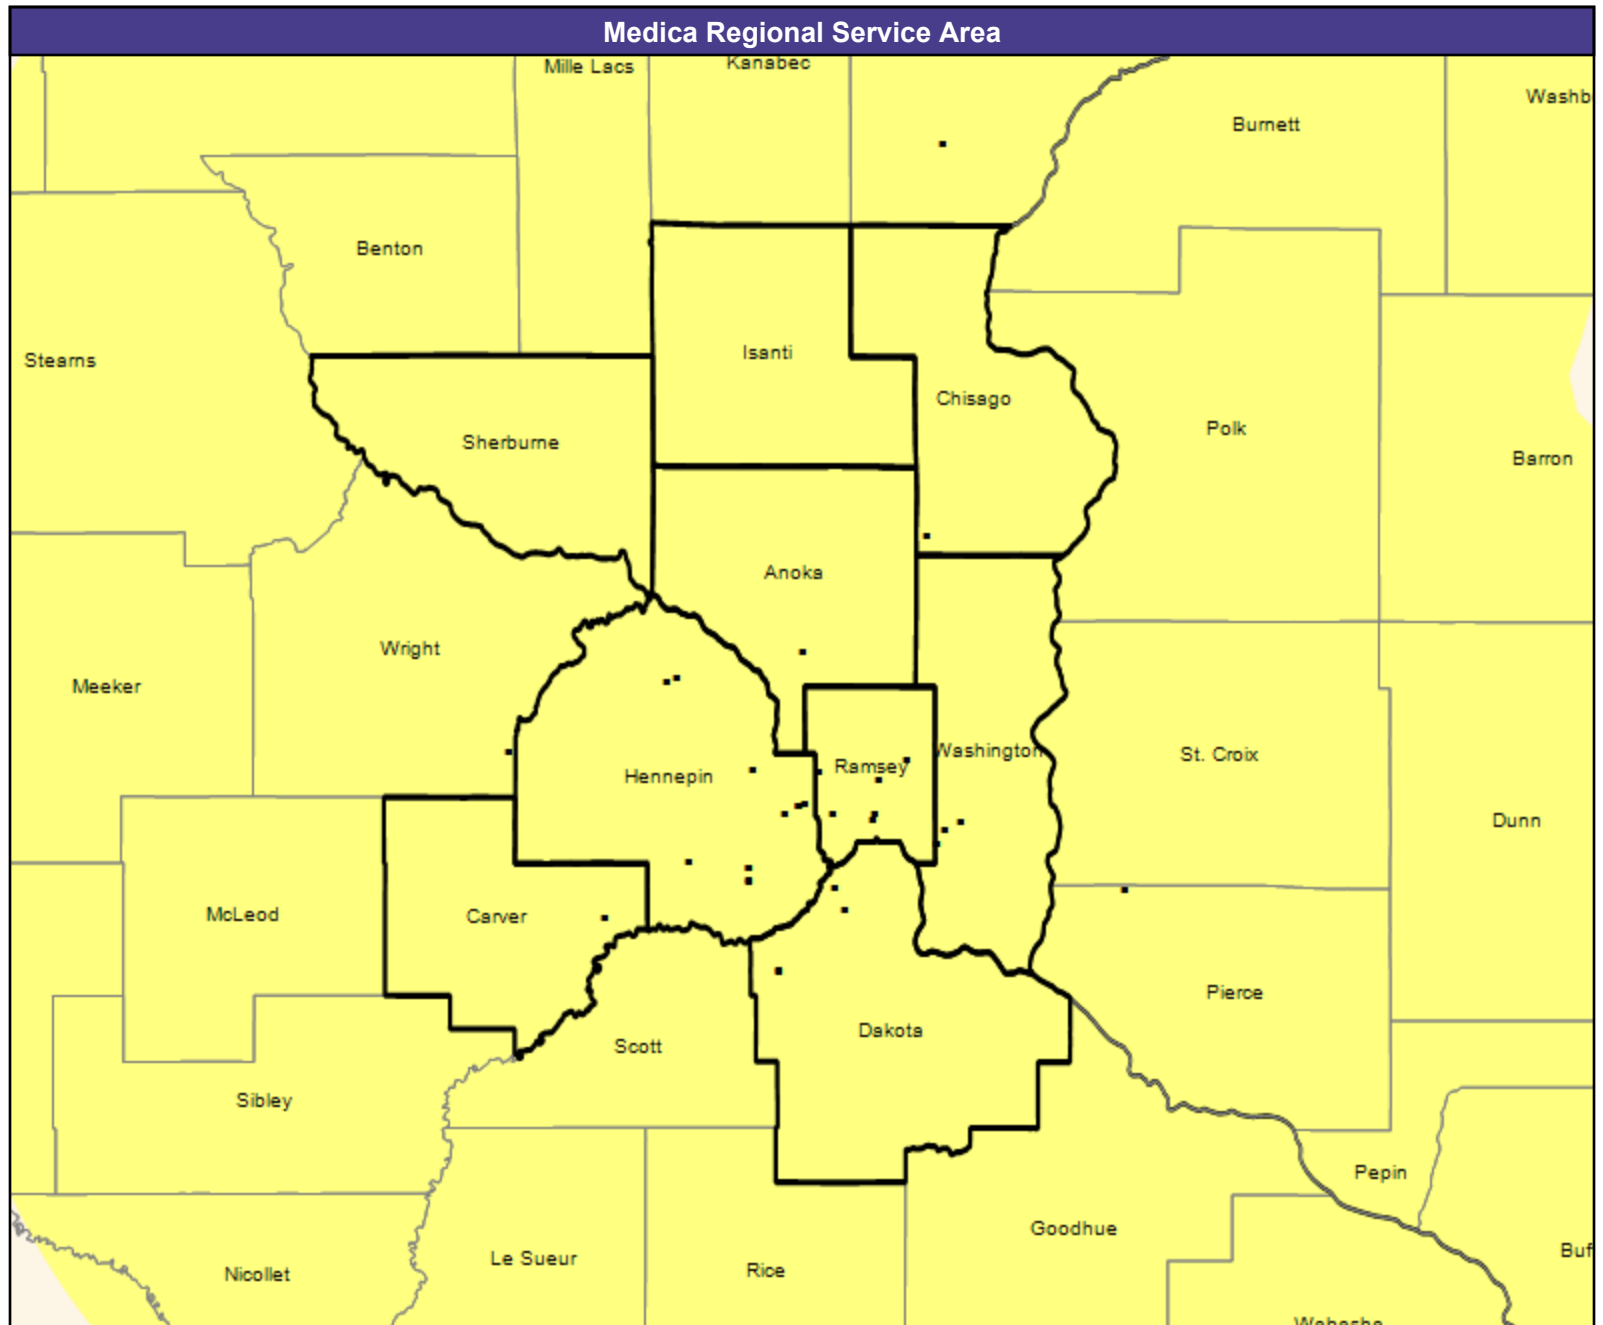 Medica Regional Service Area
Mille Lacs
Kanabec
Washb
Burnett
Benton
Stearns
Isanti
Chisago
Sherburne
Polk
Barron
Anoka
Wright
Meeker
Washington
St. Croix
Ramsey
Hennepin
Dunn
McLeod
Carver
Pierce
Dakota
Scott
Sibley
Pepin
Goodhue
Buf
Le Sueur
Rice
Nicollet